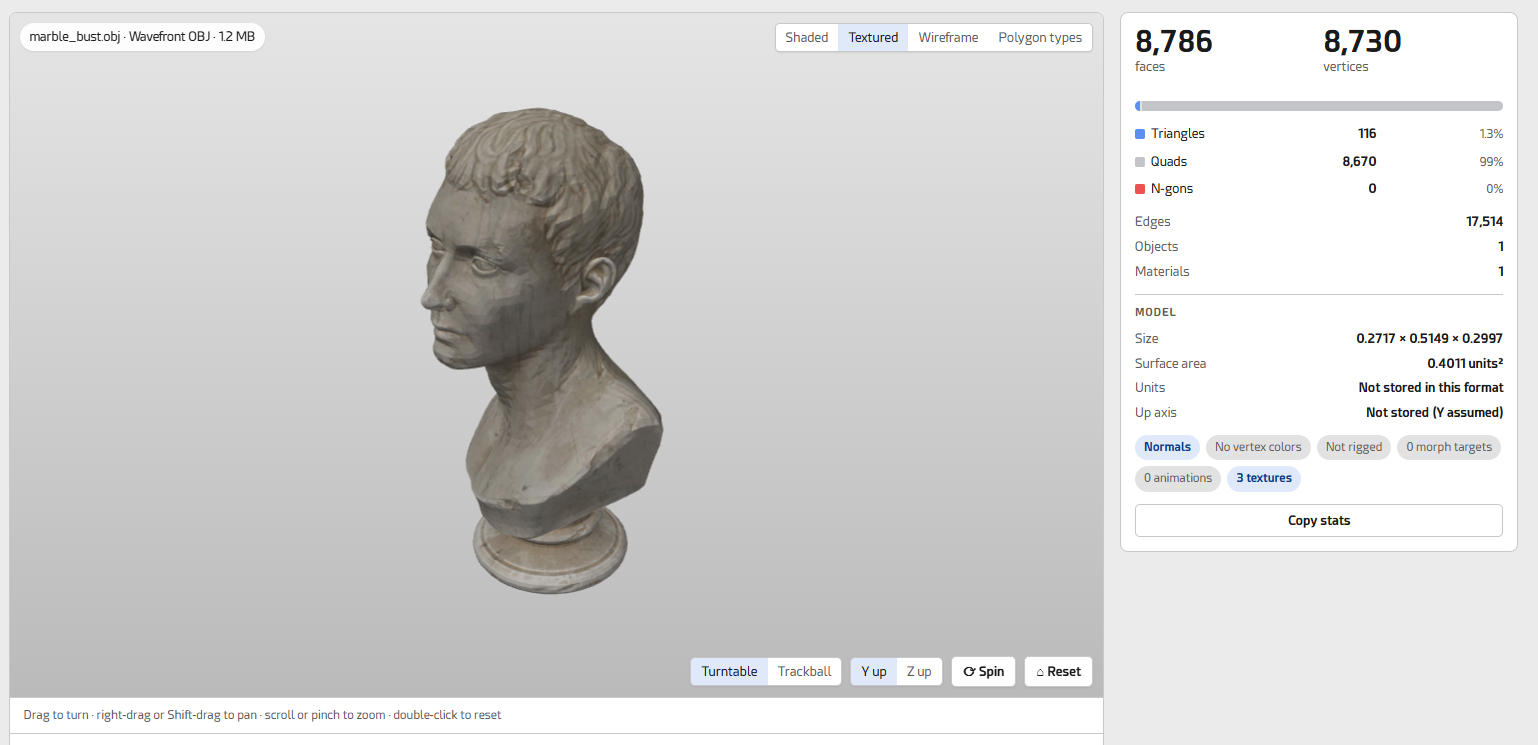 marble_bust.obj · Wavefront OBJ · 1.2 MB
Shaded Textured Wireframe Polygon types
Turntable Trackball Y up Z up ⟳ Spin ⌂ Reset
Drag to turn · right-drag or Shift-drag to pan · scroll or pinch to zoom · double-click to reset
8,786 8,730
faces vertices
Triangles 116 1.3%
Quads 8,670 99%
N-gons 0 0%
Edges 17,514
Objects 1
Materials 1
MODEL
Size 0.2717 × 0.5149 × 0.2997
Surface area 0.4011 units²
Units Not stored in this format
Up axis Not stored (Y assumed)
Normals No vertex colors Not rigged 0 morph targets
0 animations 3 textures
Copy stats